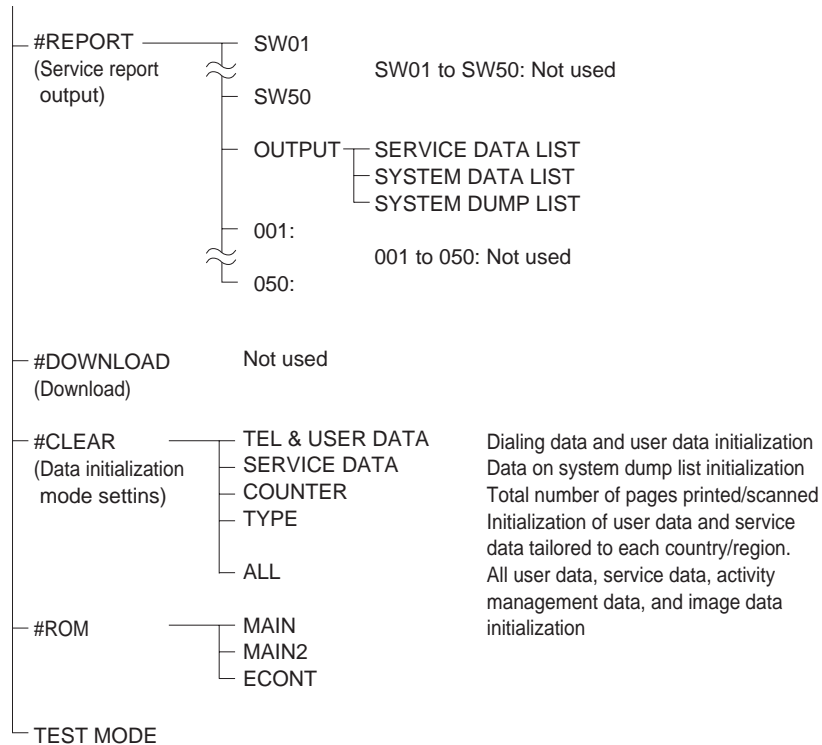 #REPORT
(Service report
output)
SW01
SW01 to SW50: Not used
SW50
OUTPUT
SERVICE DATA LIST
SYSTEM DATA LIST
SYSTEM DUMP LIST
001:
001 to 050: Not used
050:
#DOWNLOAD
(Download)
Not used
#CLEAR
(Data initialization
mode settins)
TEL & USER DATA
Dialing data and user data initialization
SERVICE DATA
Data on system dump list initialization
COUNTER
Total number of pages printed/scanned
TYPE
Initialization of user data and service
data tailored to each country/region.
ALL
All user data, service data, activity
management data, and image data
initialization
#ROM
MAIN
MAIN2
ECONT
TEST MODE